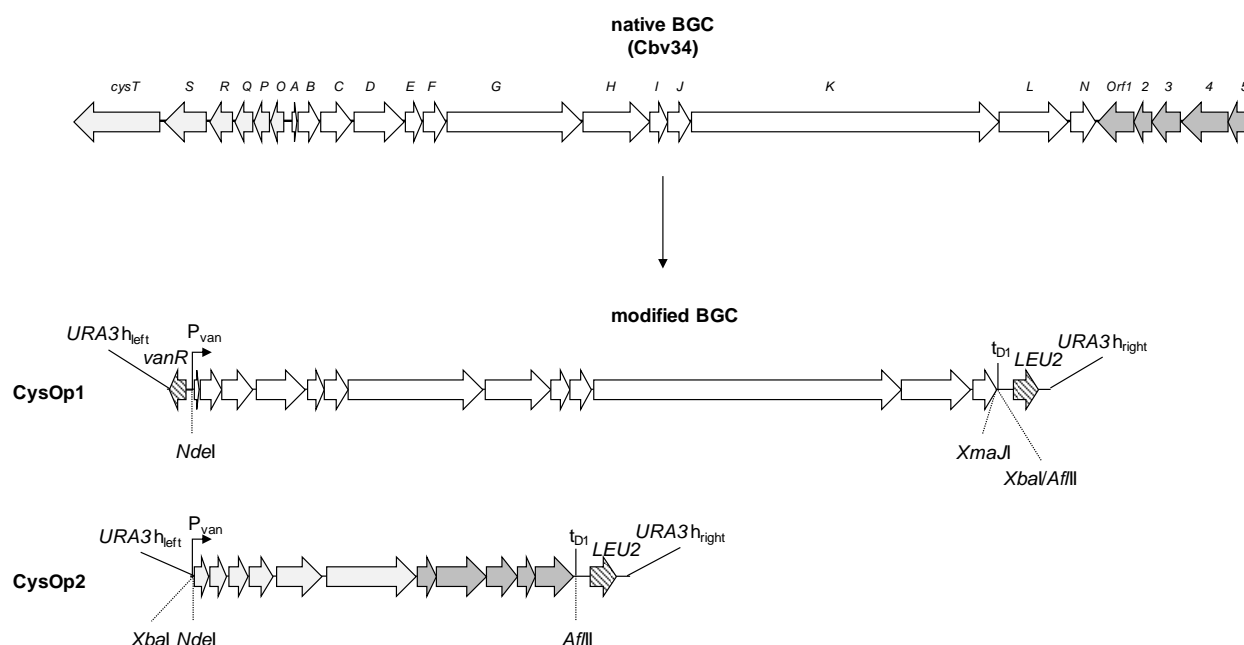 native BGC
(Cbv34)
cysT S R Q P O A B C D E F G H I J K L N Orf1 2 3 4 5
modified BGC
URA3 hleft
Pvan
vanR
tD1
LEU2
URA3 hright
CysOp1
NdeI
XmaJI
XbaI/AflII
URA3 hleft
Pvan
tD1
LEU2
URA3 hright
CysOp2
XbaI NdeI
AflII